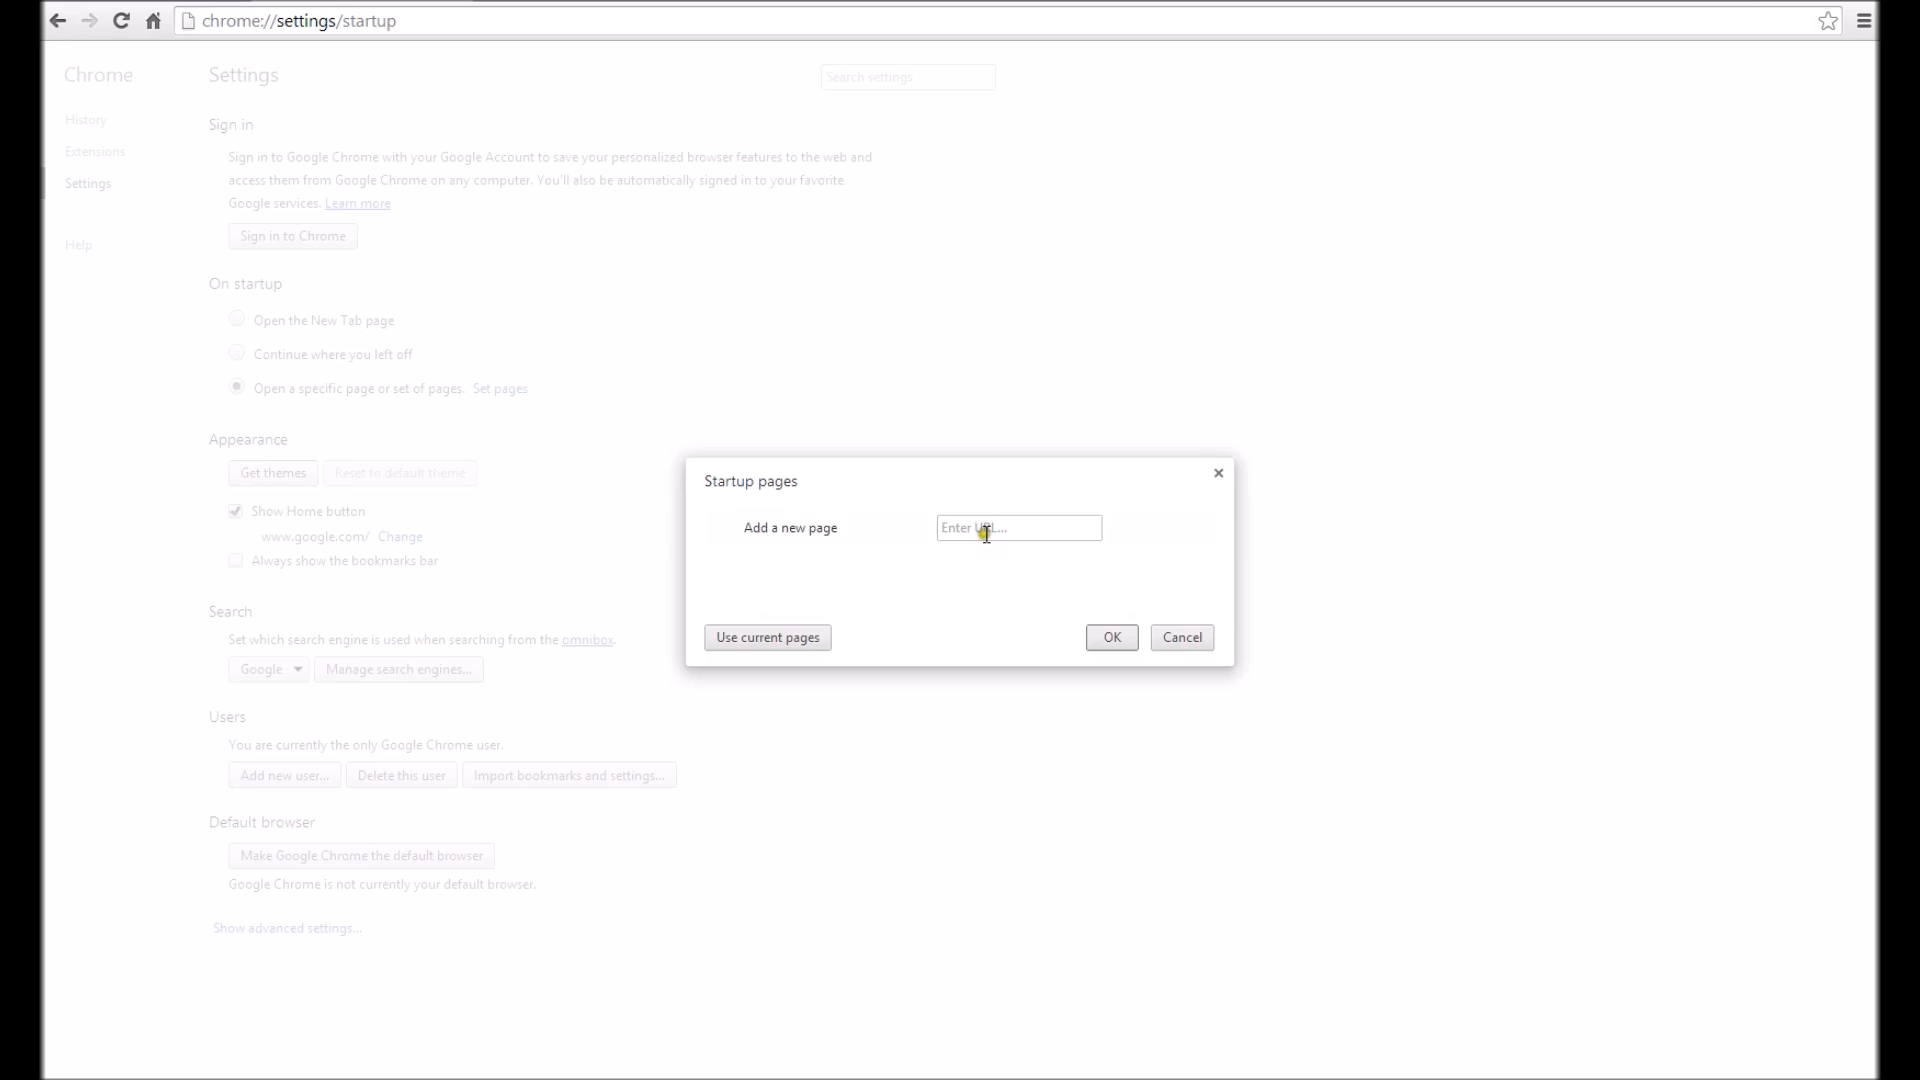 chrome://settings/startup
Chrome
Settings
Search settings
History
Extensions
Settings
Help
Sign in
Sign in to Google Chrome with your Google Account to save your personalized browser features to the web and
access them from Google Chrome on any computer. You'll also be automatically signed in to your favorite
Google services. Learn more
Sign in to Chrome
On startup
Open the New Tab page
Continue where you left off
Open a specific page or set of pages. Set pages
Appearance
Get themes Reset to default theme
Show Home button
www.google.com/ Change
Always show the bookmarks bar
Search
Set which search engine is used when searching from the omnibox.
Google Manage search engines...
Users
You are currently the only Google Chrome user.
Add new user... Delete this user Import bookmarks and settings...
Default browser
Make Google Chrome the default browser
Google Chrome is not currently your default browser.
Show advanced settings...
Startup pages
Add a new page Enter URL...
Use current pages OK Cancel